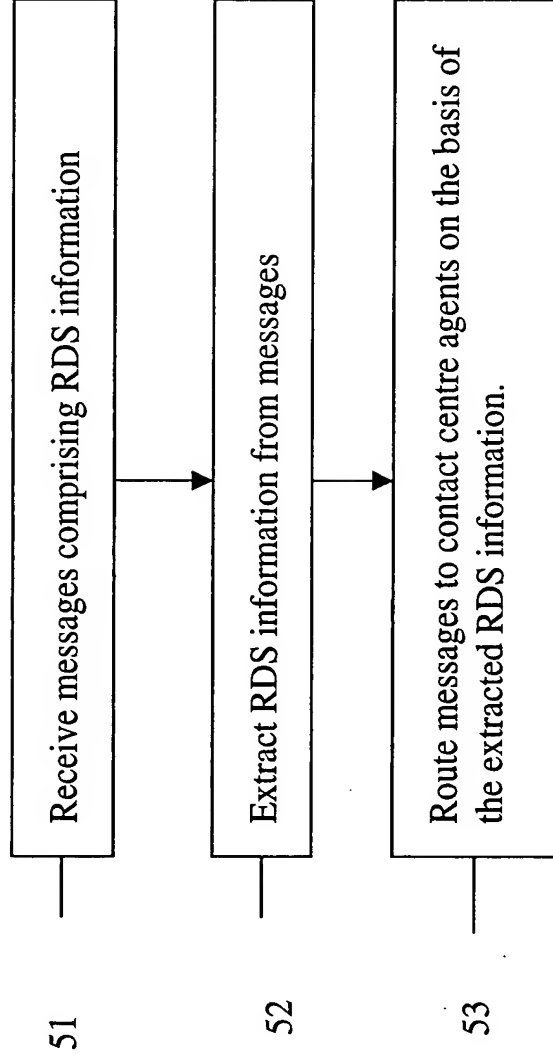 51
Receive messages comprising RDS information
52
Extract RDS information from messages
53
Route messages to contact centre agents on the basis of
the extracted RDS information.